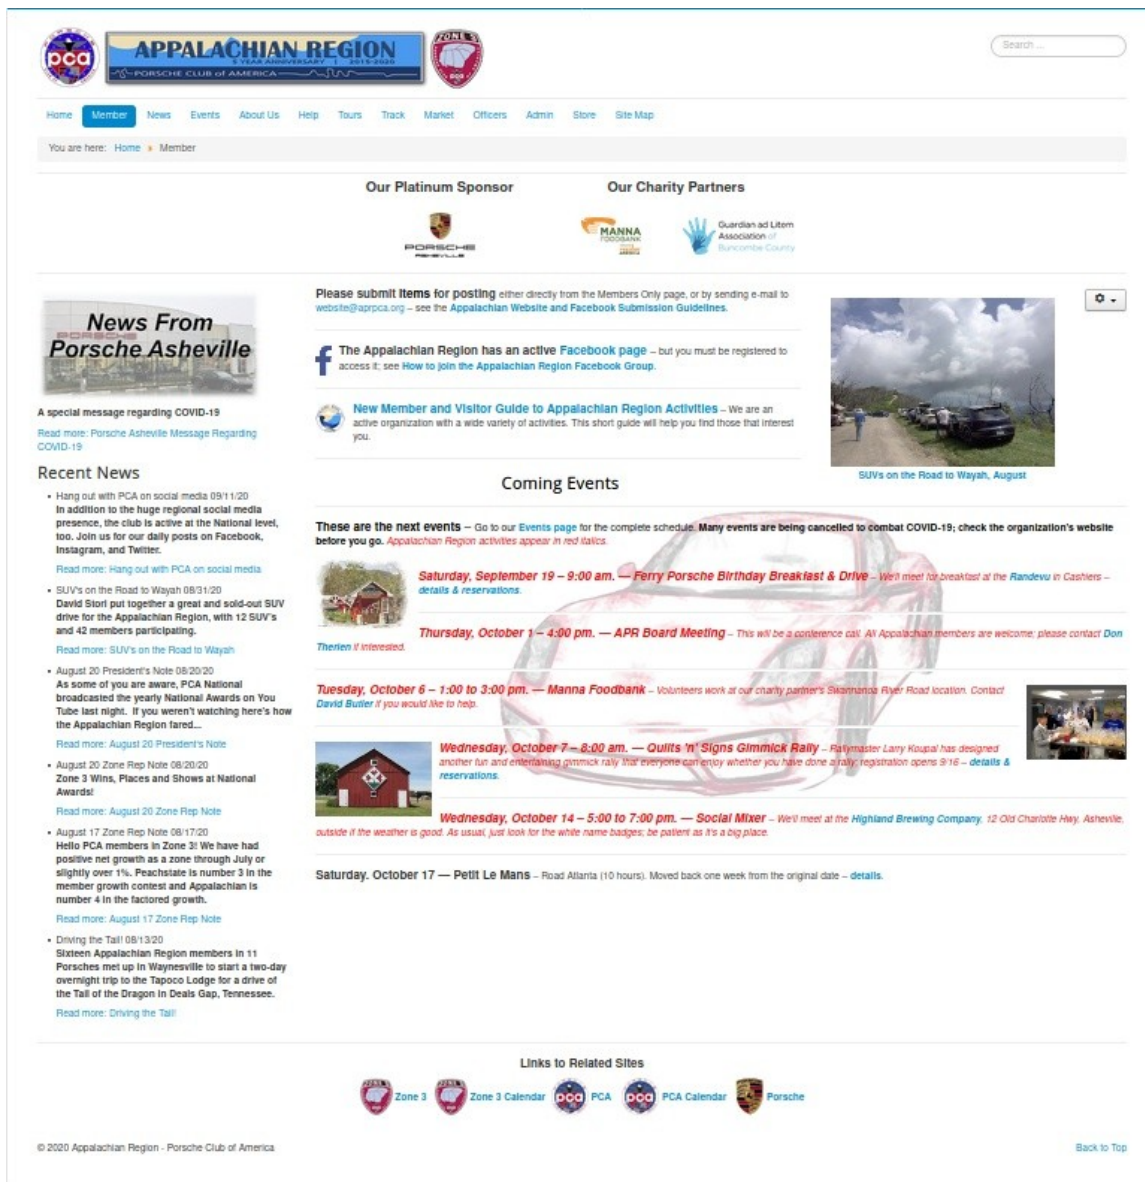 PORSCHE
pca
APPALACHIAN REGION
5 YEAR ANNIVERSARY | 2015-2020
PORSCHE CLUB of AMERICA
ZONE 3
Search ...
Home Member News Events About Us Help Tours Track Market Officers Admin Store Site Map
You are here: Home Member
Our Platinum Sponsor
Our Charity Partners
PORSCHE
ASHEVILLE
MANNA
FOODBANK
Guardian ad Litem
Association of
Buncombe County
News From
Porsche Asheville
A special message regarding COVID-19
Read more: Porsche Asheville Message Regarding
COVID-19
Recent News
• Hang out with PCA on social media 09/11/20
In addition to the huge regional social media
presence, the club is active at the National level,
too. Join us for our daily posts on Facebook,
Instagram, and Twitter.
Read more: Hang out with PCA on social media
• SUV's on the Road to Wayah 08/31/20
David Stori put together a great and sold-out SUV
drive for the Appalachian Region, with 12 SUV's
and 42 members participating.
Read more: SUV's on the Road to Wayah
• August 20 President's Note 08/20/20
As some of you are aware, PCA National
broadcasted the yearly National Awards on You
Tube last night. If you weren't watching here's how
the Appalachian Region fared...
Read more: August 20 President's Note
• August 20 Zone Rep Note 08/20/20
Zone 3 Wins, Places and Shows at National
Awards!
Read more: August 20 Zone Rep Note
• August 17 Zone Rep Note 08/17/20
Hello PCA members in Zone 3! We have had
positive net growth as a zone through July or
slightly over 1%. Peachstate is number 3 in the
member growth contest and Appalachian is
number 4 in the factored growth.
Read more: August 17 Zone Rep Note
• Driving the Tail! 08/13/20
Sixteen Appalachian Region members in 11
Porsches met up in Waynesville to start a two-day
overnight trip to the Tapoco Lodge for a drive of
the Tail of the Dragon in Deals Gap, Tennessee.
Read more: Driving the Tail!
Please submit items for posting either directly from the Members Only page, or by sending e-mail to
website@aprpca.org – see the Appalachian Website and Facebook Submission Guidelines.
The Appalachian Region has an active Facebook page – but you must be registered to
access it; see How to join the Appalachian Region Facebook Group.
New Member and Visitor Guide to Appalachian Region Activities – We are an
active organization with a wide variety of activities. This short guide will help you find those that interest
you.
SUVs on the Road to Wayah, August
Coming Events
These are the next events – Go to our Events page for the complete schedule. Many events are being cancelled to combat COVID-19; check the organization's website
before you go. Appalachian Region activities appear in red italics.
Saturday, September 19 – 9:00 am. — Ferry Porsche Birthday Breakfast & Drive – We'll meet for breakfast at the Randevu in Cashiers –
details & reservations.
Thursday, October 1 – 4:00 pm. — APR Board Meeting – This will be a conference call. All Appalachian members are welcome; please contact Don
Therien if interested.
Tuesday, October 6 – 1:00 to 3:00 pm. — Manna Foodbank – Volunteers work at our charity partner's Swannanoa River Road location. Contact
David Butler if you would like to help.
Wednesday, October 7 – 8:00 am. — Quilts 'n' Signs Gimmick Rally – Rallymaster Larry Koupal has designed
another fun and entertaining gimmick rally that everyone can enjoy whether you have done a rally; registration opens 9/16 – details &
reservations.
Wednesday, October 14 – 5:00 to 7:00 pm. — Social Mixer – We'll meet at the Highland Brewing Company, 12 Old Charlotte Hwy, Asheville,
outside if the weather is good. As usual, just look for the white name badges; be patient as it's a big place.
Saturday. October 17 — Petit Le Mans – Road Atlanta (10 hours). Moved back one week from the original date – details.
Links to Related Sites
Zone 3 Zone 3 Calendar PCA PCA Calendar Porsche
© 2020 Appalachian Region - Porsche Club of America
Back to Top